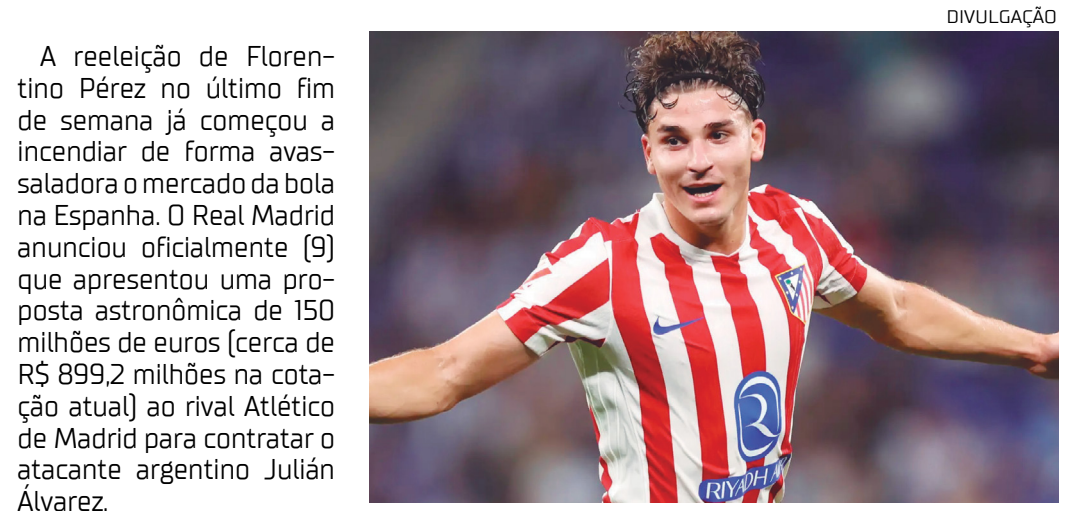 DIVULGAÇÃO
A reeleição de Floren-
tino Pérez no último fim
de semana já começou a
incendiar de forma avas-
saladora o mercado da bola
na Espanha. O Real Madrid
anunciou oficialmente (9)
que apresentou uma pro-
posta astronômica de 150
milhões de euros (cerca de
R$ 899,2 milhões na cota-
ção atual) ao rival Atlético
de Madrid para contratar o
atacante argentino Julián
Álvarez.
RIYADH